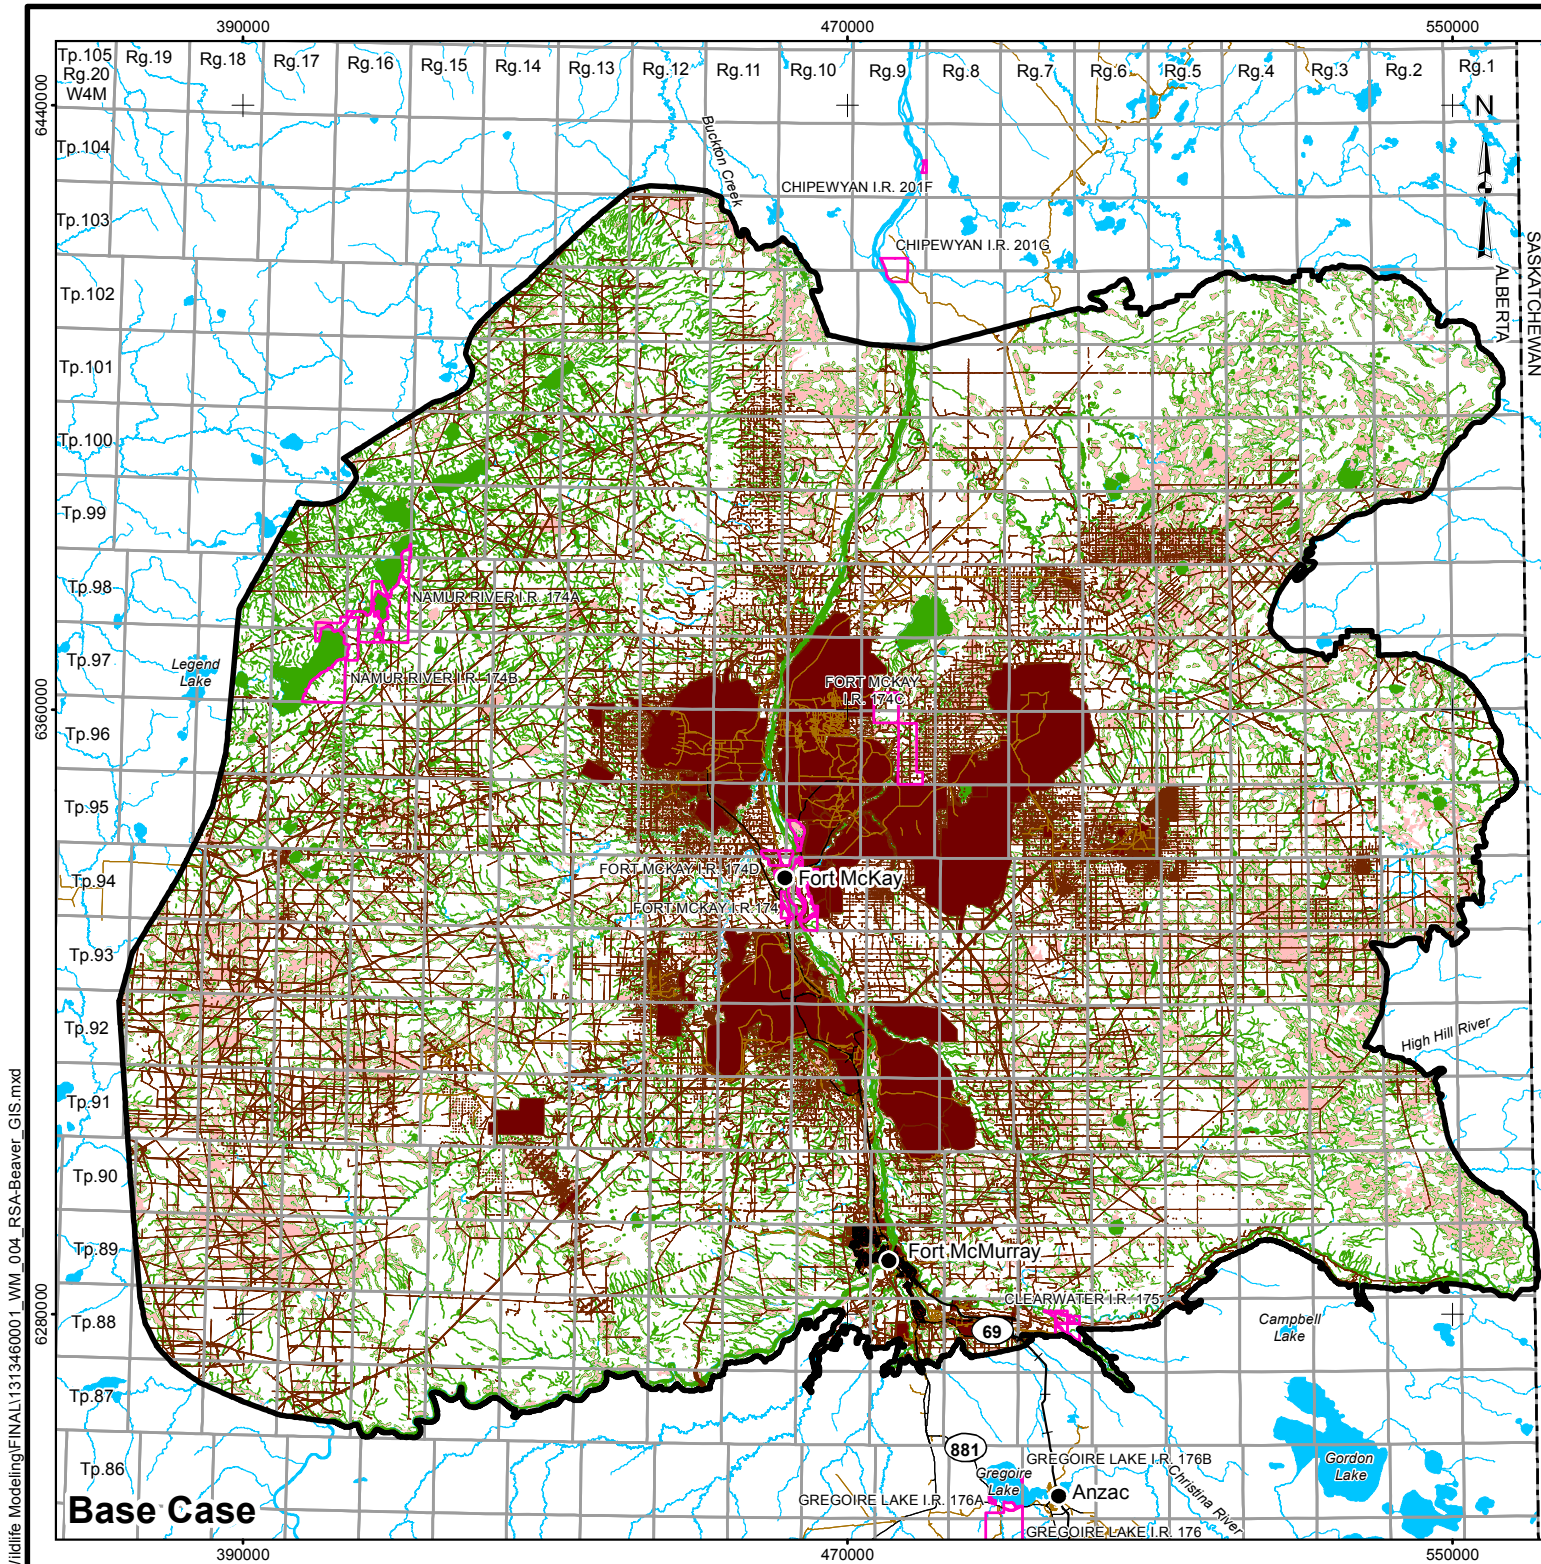 390000
470000
550000
Tp.105
Rg.20
W4M
Rg.19
Rg.18
Rg.17
Rg.16
Rg.15
Rg.14
Rg.13
Rg.12
Rg.11
Rg.10
Rg.9
Rg.8
Rg.7
Rg.6
Rg.5
Rg.4
Rg.3
Rg.2
Rg.1
6440000
N
Tp.104
Buckton Creek
CHIPEWYAN I.R. 201F
Tp.103
CHIPEWYAN I.R. 201G
SASKATCHEWAN
ALBERTA
Tp.102
Tp.101
Tp.100
Tp.99
Tp.98
NAMUR RIVER I.R. 174A
Tp.97
Legend
Lake
NAMUR RIVER I.R. 174B
FORT MCKAY
I.R. 174C
6360000
Tp.96
Tp.95
Tp.94
FORT MCKAY I.R. 174D
Fort McKay
FORT MCKAY I.R. 174
Tp.93
Tp.92
High Hill River
Tp.91
Tp.90
Tp.89
Fort McMurray
CLEARWATER I.R. 175
6280000
Tp.88
69
Campbell
Lake
Tp.87
881
GREGOIRE LAKE I.R. 176B
Gordon
Lake
Tp.86
Gregoire
Lake
Christina River
Anzac
GREGOIRE LAKE I.R. 176A
GREGOIRE LAKE I.R. 176
Base Case
390000
470000
550000
Wildlife Modeling\FINAL\1313460001_WM_004_RSA-Beaver_GIS.mxd